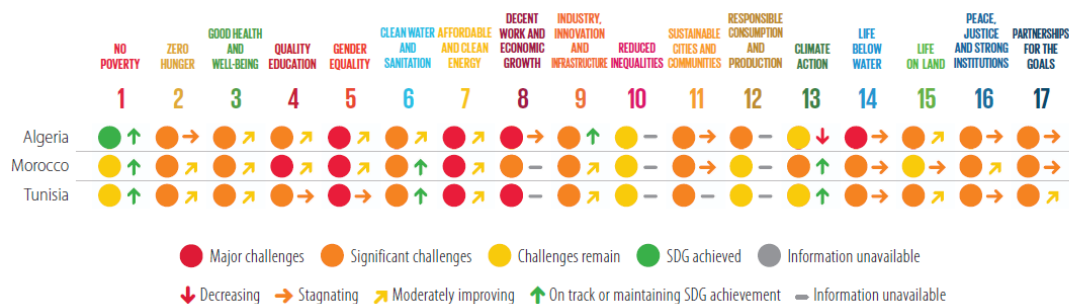 NO POVERTY
ZERO HUNGER
GOOD HEALTH AND WELL-BEING
QUALITY EDUCATION
GENDER EQUALITY
CLEAN WATER AND SANITATION
AFFORDABLE AND CLEAN ENERGY
DECENT WORK AND ECONOMIC GROWTH
INDUSTRY, INNOVATION AND INFRASTRUCTURE
REDUCED INEQUALITIES
SUSTAINABLE CITIES AND COMMUNITIES
RESPONSIBLE CONSUMPTION AND PRODUCTION
CLIMATE ACTION
LIFE BELOW WATER
LIFE ON LAND
PEACE, JUSTICE AND STRONG INSTITUTIONS
PARTNERSHIPS FOR THE GOALS
1 2 3 4 5 6 7 8 9 10 11 12 13 14 15 16 17
Algeria
Morocco
Tunisia
Major challenges Significant challenges Challenges remain SDG achieved Information unavailable
Decreasing Stagnating Moderately improving On track or maintaining SDG achievement Information unavailable